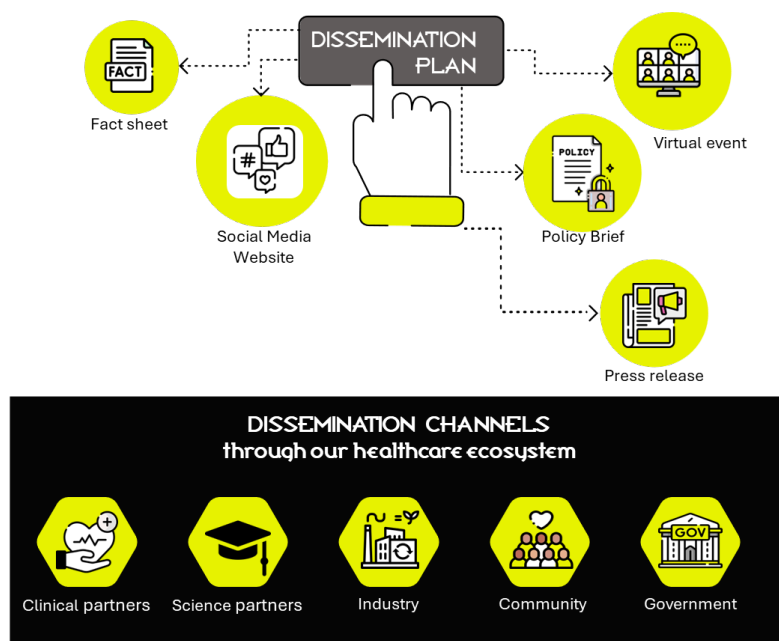 DISSEMINATION
PLAN
FACT
Fact sheet
#
Social Media
Website
POLICY
Policy Brief
Virtual event
Press release
DISSEMINATION CHANNELS
through our healthcare ecosystem
GOV
Clinical partners
Science partners
Industry
Community
Government